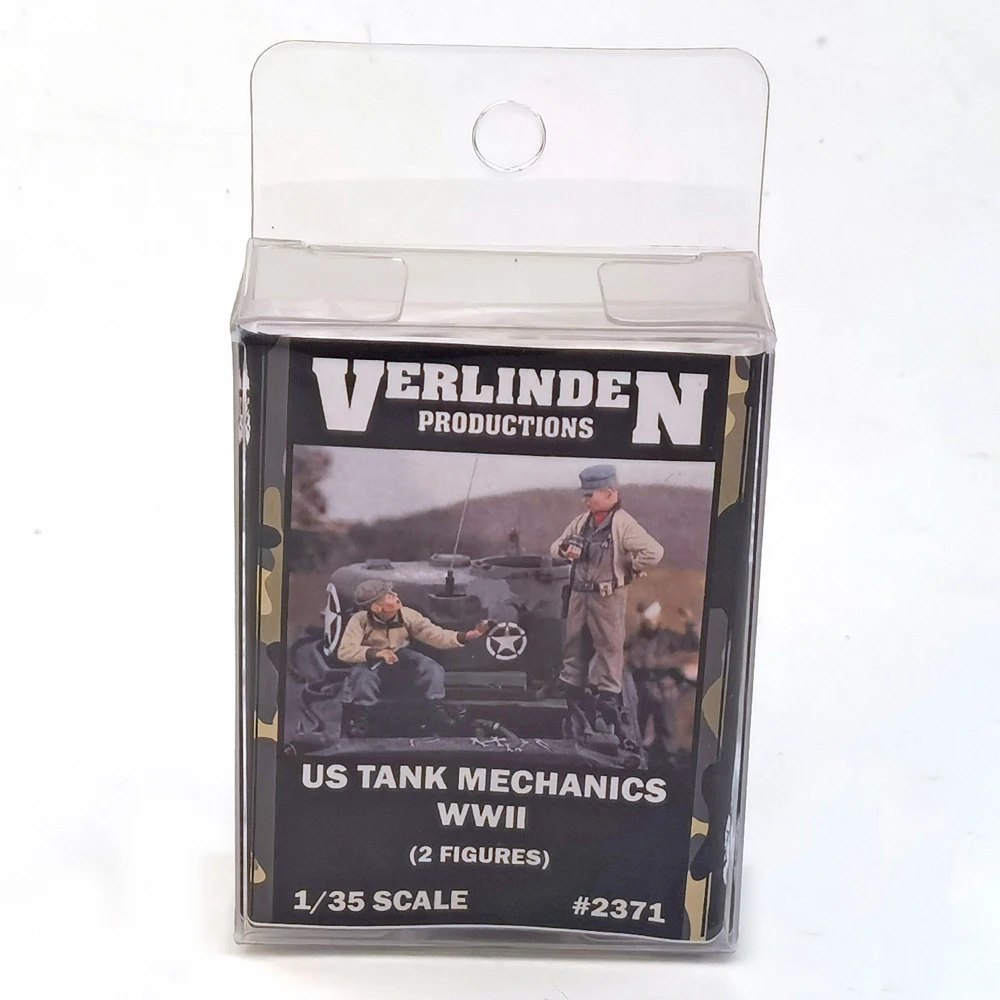 VERLINDEN
PRODUCTIONS
US TANK MECHANICS
WWII
(2 FIGURES)
1/35 SCALE
#2371